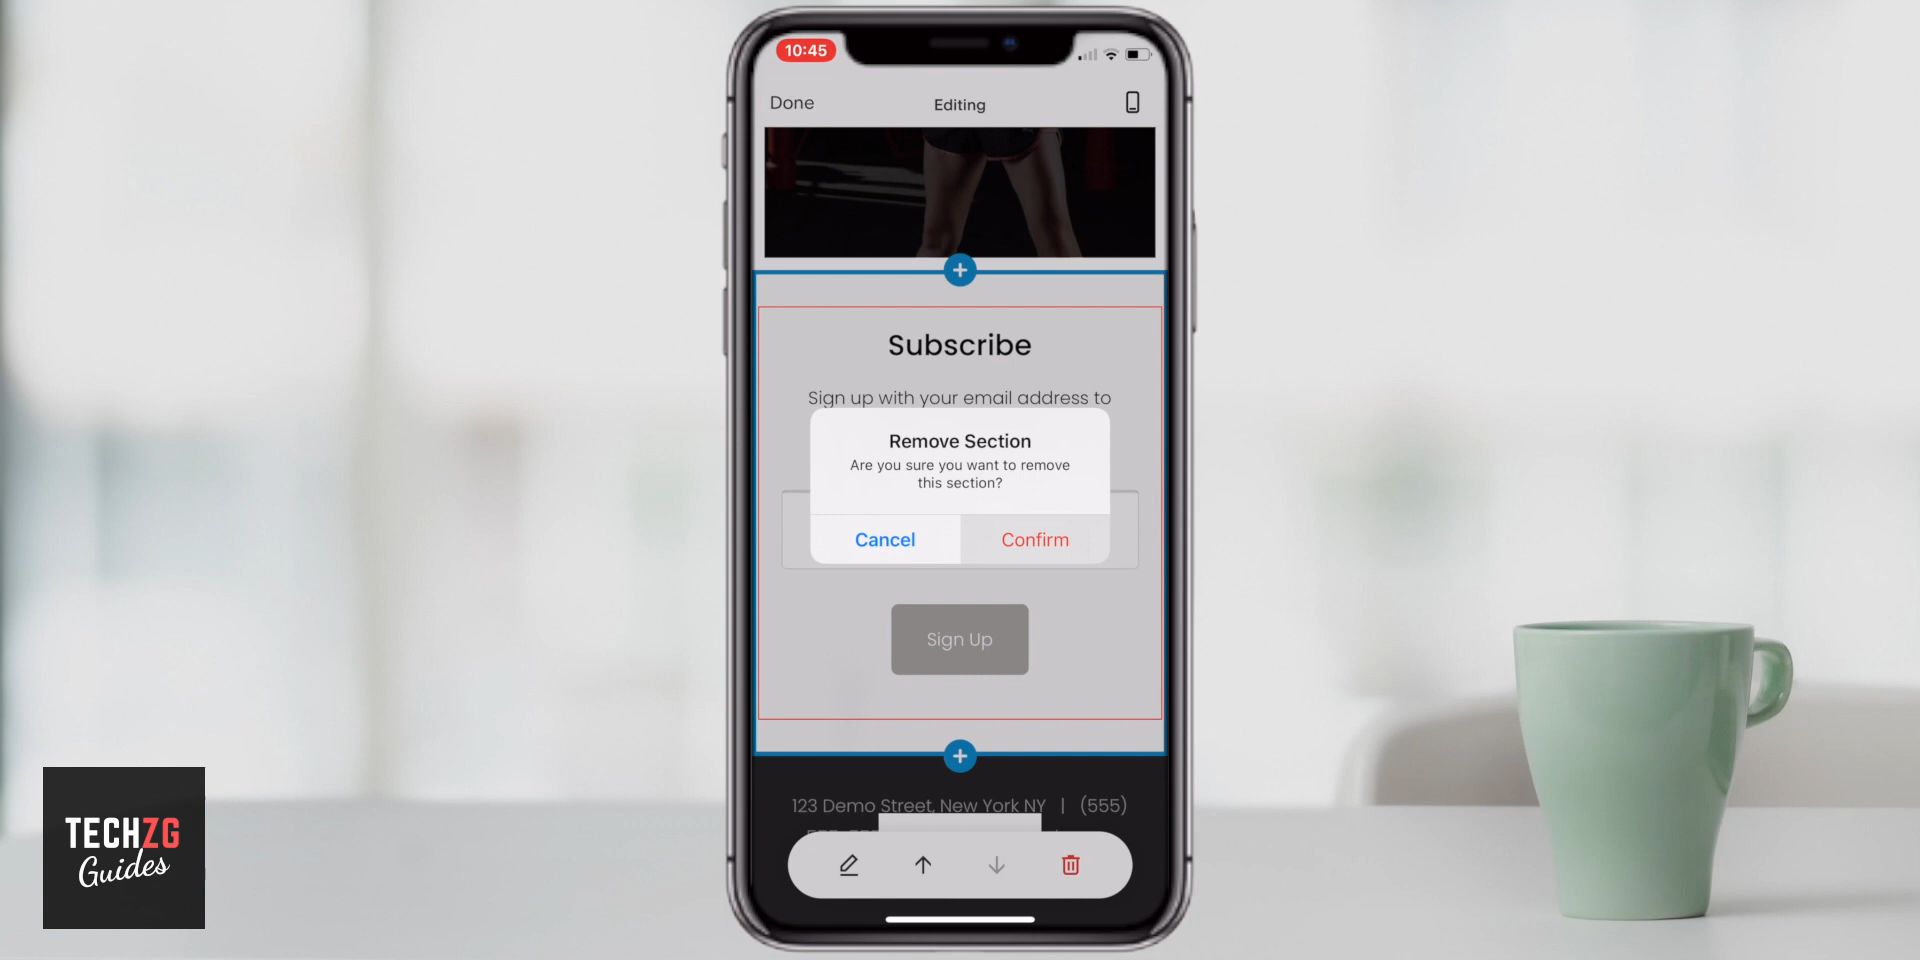 10:45
Done
Editing
Subscribe
Sign up with your email address to
Remove Section
Are you sure you want to remove
this section?
Cancel
Confirm
Sign Up
123 Demo Street, New York NY | (555)
TECHZG
Guides